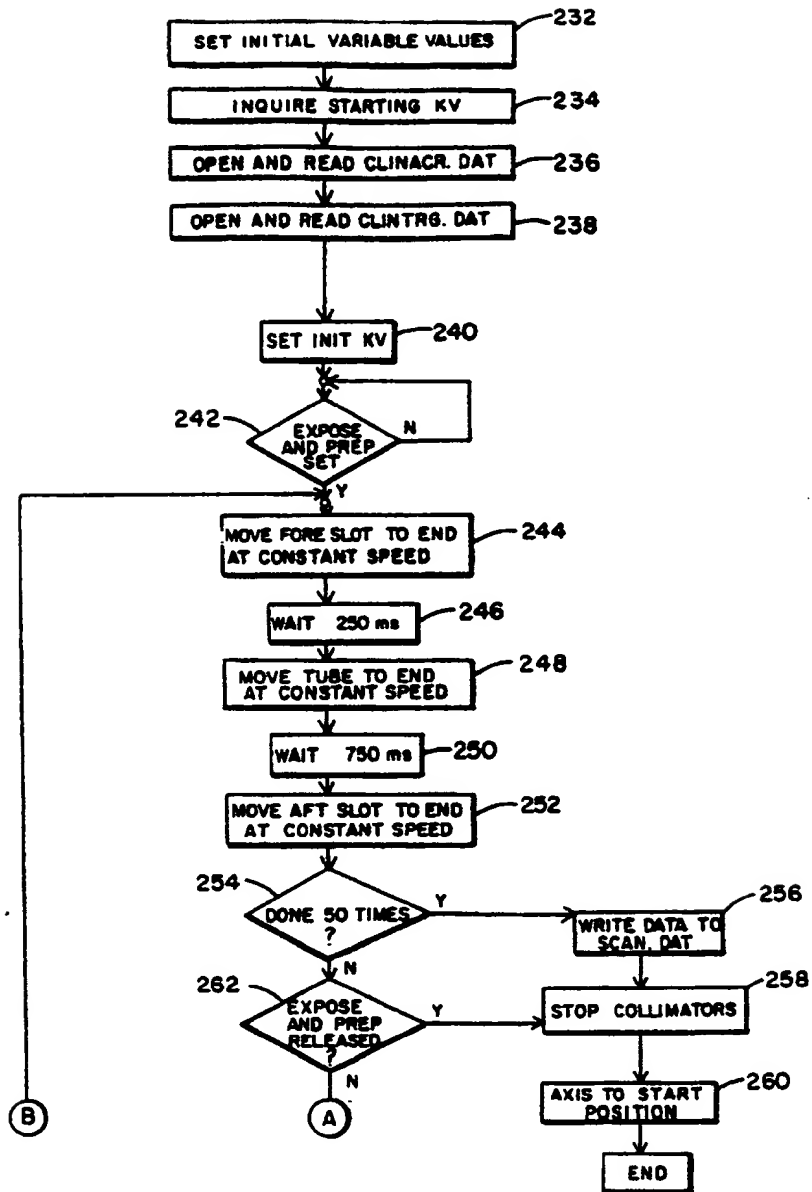 SET INITIAL VARIABLE VALUES
232
INQUIRE STARTING KV
234
OPEN AND READ CLINACR. DAT
236
OPEN AND READ CLINTRG. DAT
238
SET INIT KV
240
242
EXPOSE
AND PREP
SET
N
Y
MOVE FORE SLOT TO END
AT CONSTANT SPEED
244
WAIT 250 ms
246
MOVE TUBE TO END
AT CONSTANT SPEED
248
WAIT 750 ms
250
MOVE AFT SLOT TO END
AT CONSTANT SPEED
252
254
DONE 50 TIMES
?
Y
N
WRITE DATA TO
SCAN. DAT
256
262
EXPOSE
AND PREP
RELEASED
?
Y
N
STOP COLLIMATORS
258
AXIS TO START
POSITION
260
B
A
END